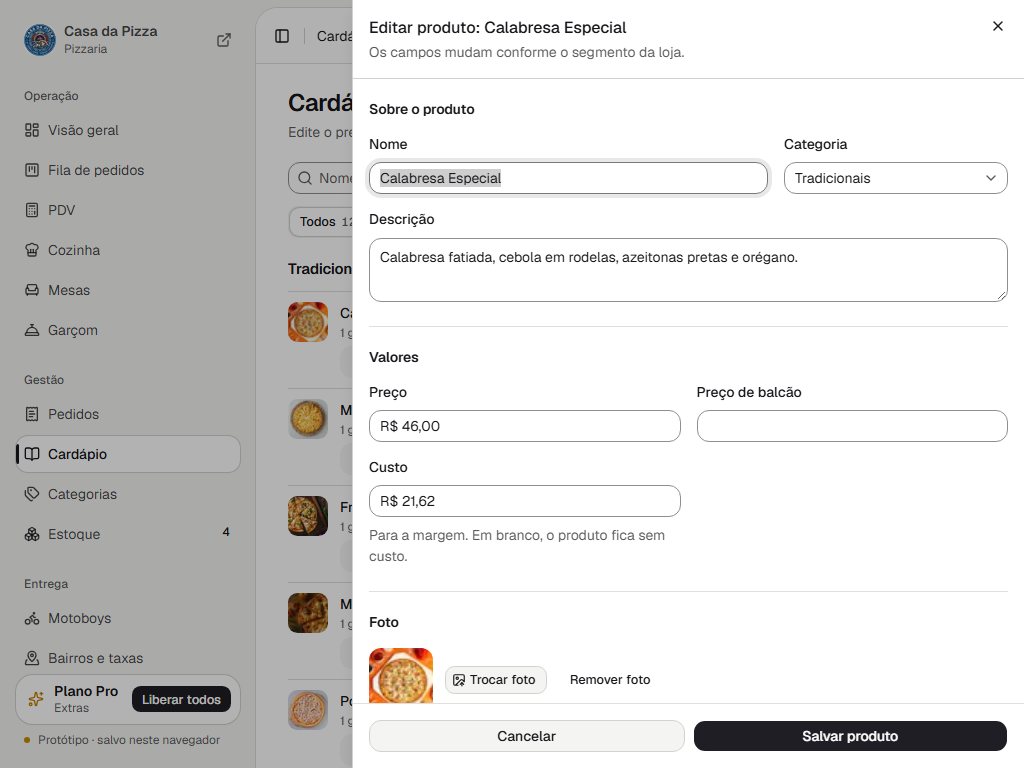 Casa da Pizza
Pizzaria
Operação
Visão geral
Fila de pedidos
PDV
Cozinha
Mesas
Garçom
Gestão
Pedidos
Cardápio
Categorias
Estoque
4
Entrega
Motoboys
Bairros e taxas
Plano Pro
Extras
Liberar todos
Protótipo · salvo neste navegador
Todos
Editar produto: Calabresa Especial
Os campos mudam conforme o segmento da loja.
Sobre o produto
Nome
Categoria
Calabresa Especial
Tradicionais
Descrição
Calabresa fatiada, cebola em rodelas, azeitonas pretas e orégano.
Valores
Preço
Preço de balcão
R$ 46,00
Custo
R$ 21,62
Para a margem. Em branco, o produto fica sem
custo.
Foto
Trocar foto
Remover foto
Cancelar
Salvar produto